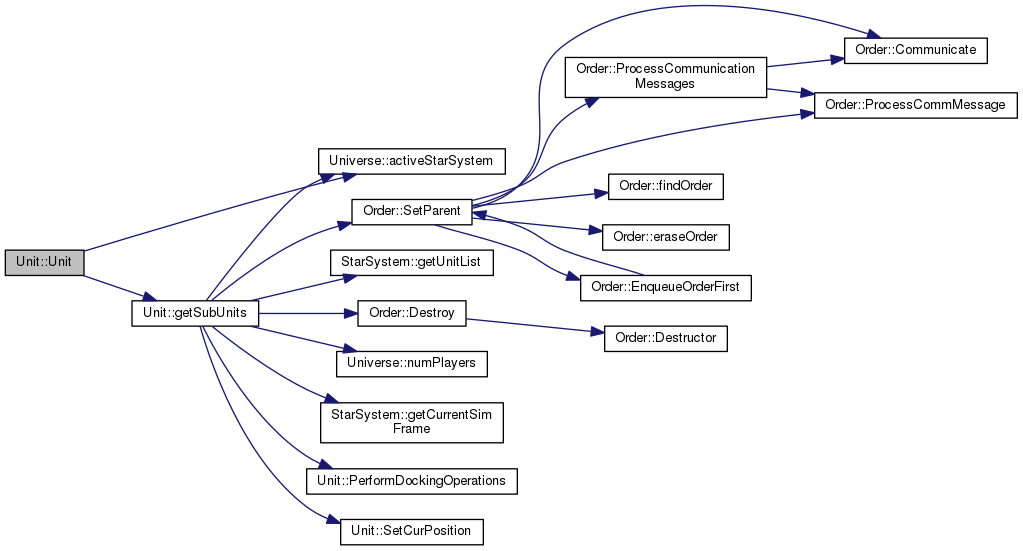 Unit::Unit
Unit::getSubUnits
Universe::activeStarSystem
Order::SetParent
StarSystem::getUnitList
Order::Destroy
Universe::numPlayers
StarSystem::getCurrentSim
Frame
Unit::PerformDockingOperations
Unit::SetCurPosition
Order::ProcessCommunication
Messages
Order::findOrder
Order::eraseOrder
Order::EnqueueOrderFirst
Order::Destructor
Order::Communicate
Order::ProcessCommMessage